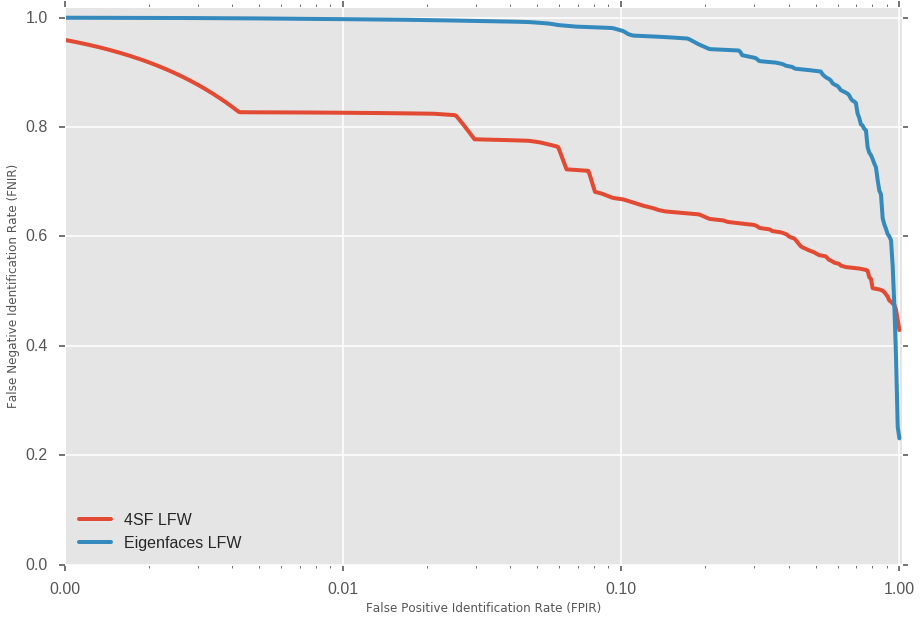 1.0
0.8
0.6
0.4
0.2
0.0
False Negative Identification Rate (FNIR)
4SF LFW
Eigenfaces LFW
0.00 0.01 0.10 1.00
False Positive Identification Rate (FPIR)